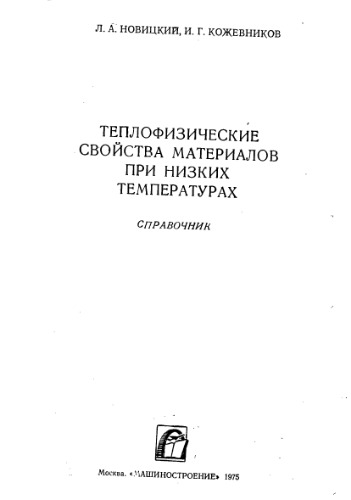 Л. А. НОВИЦКИЙ, И. Г. КОЖЕВНИКОВ
ТЕПЛОФИЗИЧЕСКИЕ
СВОЙСТВА МАТЕРИАЛОВ
ПРИ НИЗКИХ
ТЕМПЕРАТУРАХ
СПРАВОЧНИК
Москва. «МАШИНОСТРОЕНИЕ» 1975